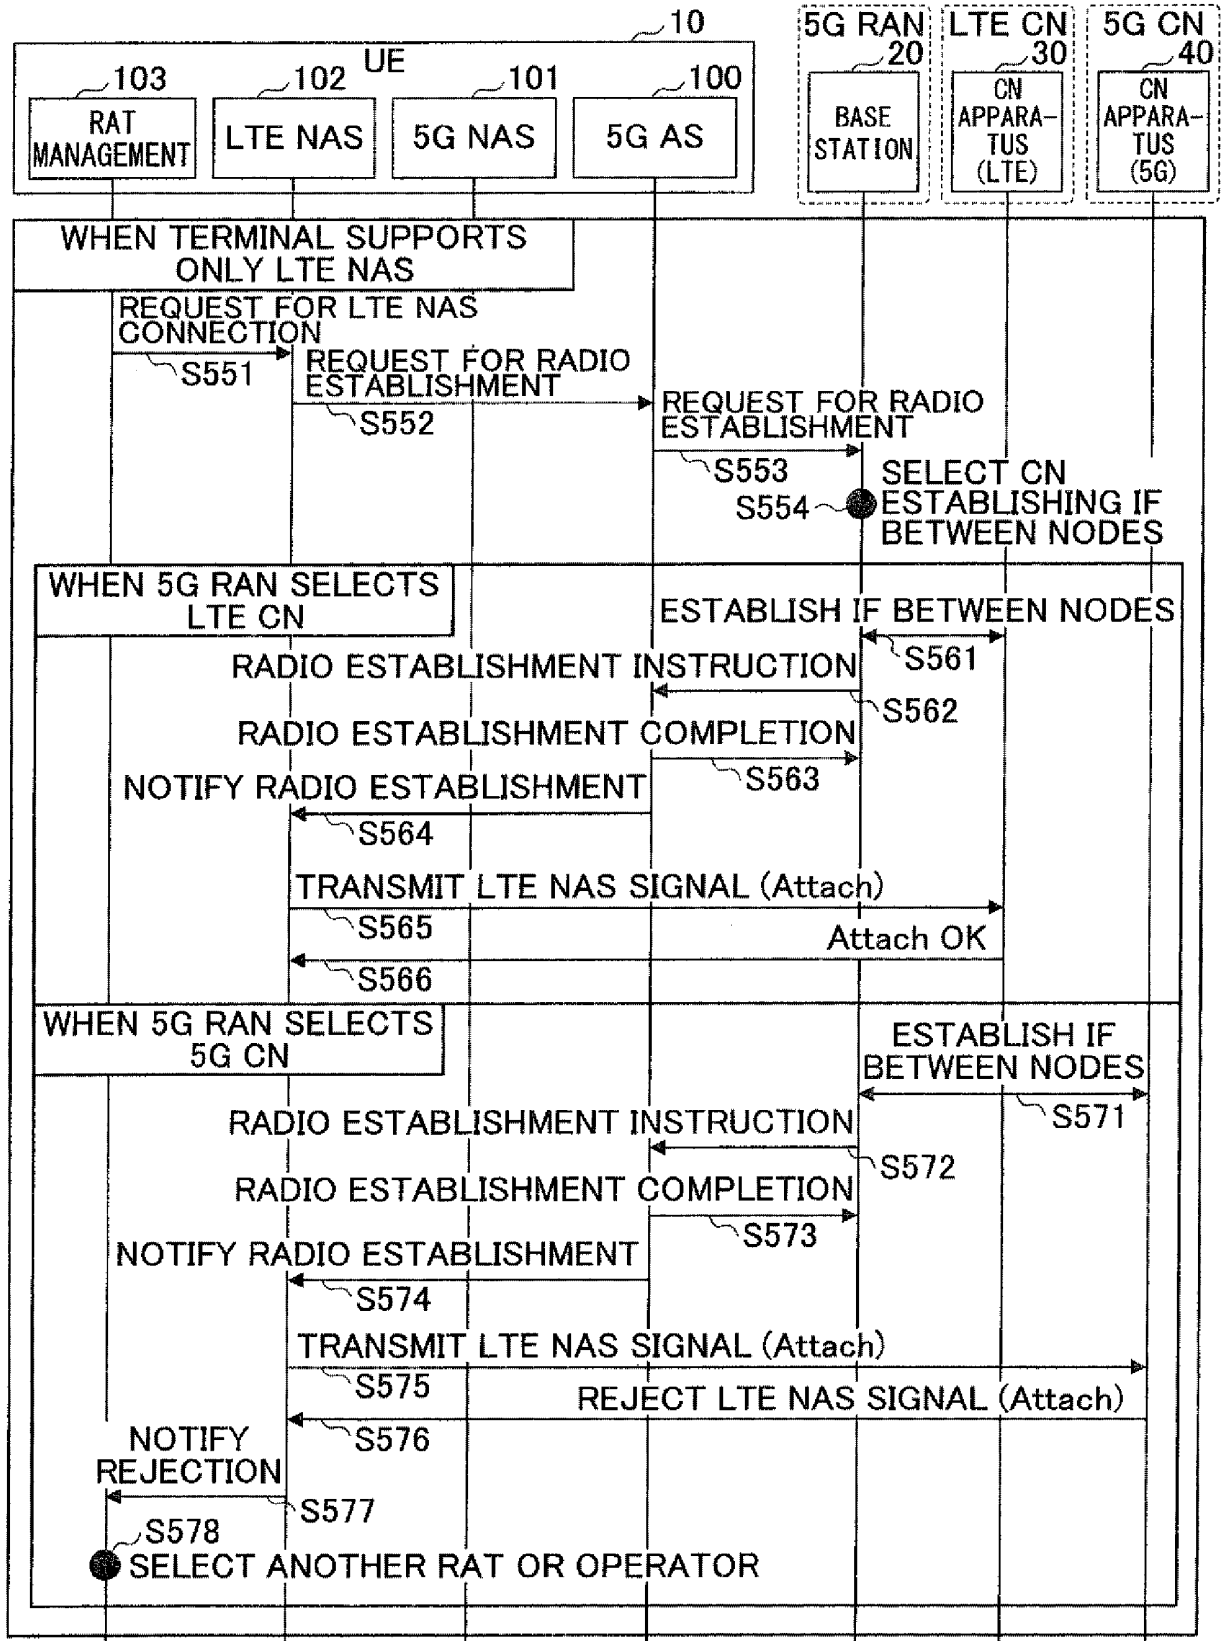 10
UE
5G RAN
20
LTE CN
30
5G CN
40
103
RAT
MANAGEMENT
102
LTE NAS
101
5G NAS
100
5G AS
BASE
STATION
CN
APPARA-
TUS
(LTE)
CN
APPARA-
TUS
(5G)
WHEN TERMINAL SUPPORTS
ONLY LTE NAS
REQUEST FOR LTE NAS
CONNECTION
S551
REQUEST FOR RADIO
ESTABLISHMENT
S552
REQUEST FOR RADIO
ESTABLISHMENT
S553
S554
SELECT CN
ESTABLISHING IF
BETWEEN NODES
WHEN 5G RAN SELECTS
LTE CN
ESTABLISH IF BETWEEN NODES
S561
RADIO ESTABLISHMENT INSTRUCTION
S562
RADIO ESTABLISHMENT COMPLETION
S563
NOTIFY RADIO ESTABLISHMENT
S564
TRANSMIT LTE NAS SIGNAL (Attach)
S565
Attach OK
S566
WHEN 5G RAN SELECTS
5G CN
ESTABLISH IF
BETWEEN NODES
S571
RADIO ESTABLISHMENT INSTRUCTION
S572
RADIO ESTABLISHMENT COMPLETION
S573
NOTIFY RADIO ESTABLISHMENT
S574
TRANSMIT LTE NAS SIGNAL (Attach)
S575
REJECT LTE NAS SIGNAL (Attach)
S576
NOTIFY
REJECTION
S577
S578
SELECT ANOTHER RAT OR OPERATOR